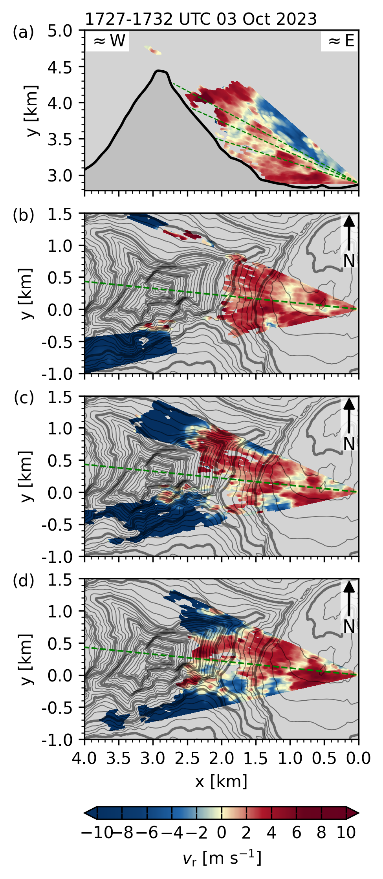 1727-1732 UTC 03 Oct 2023
(a)
≈ W
≈ E
y [km]
5.0
4.5
4.0
3.5
3.0
(b)
N
y [km]
1.5
1.0
0.5
0.0
-0.5
-1.0
(c)
N
y [km]
1.5
1.0
0.5
0.0
-0.5
-1.0
(d)
N
y [km]
1.5
1.0
0.5
0.0
-0.5
-1.0
4.0 3.5 3.0 2.5 2.0 1.5 1.0 0.5 0.0
x [km]
−10 −8 −6 −4 −2 0 2 4 6 8 10
vr [m s⁻¹]